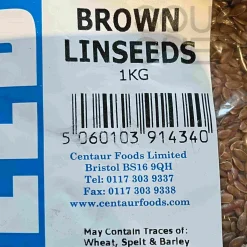 BROWN
LINSEEDS
1KG
5 060103 914340
Centaur Foods Limited
Bristol BS16 9QH
Tel: 0117 303 9337
Fax: 0117 303 9338
www.centaurfoods.com
May Contain Traces of:
Wheat, Spelt & Barley